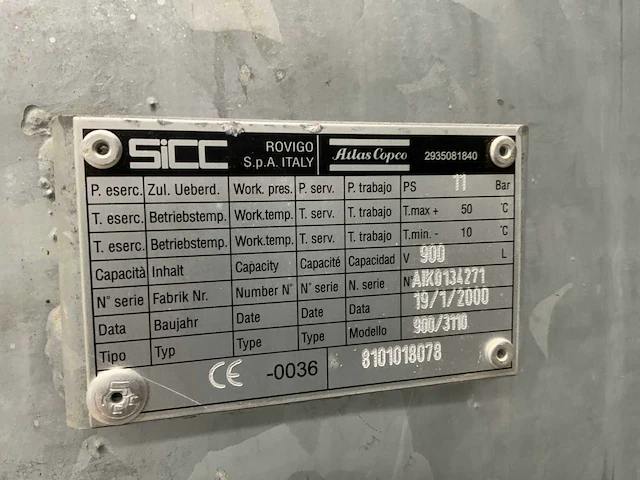 SICC ROVIGO S.p.A. ITALY Atlas Copco 2935081840
P. eserc. Zul. Ueberd. Work. pres. P. serv. P. trabajo PS 11 Bar
T. eserc. Betriebstemp. Work.temp. T. serv. T. trabajo T.max + 50 °C
T. eserc. Betriebstemp. Work.temp. T. serv. T. trabajo T.min. - 10 °C
Capacità Inhalt Capacity Capacité Capacidad V 900 L
N° serie Fabrik Nr. Number N° N° serie N. serie N° AIK0134271
Data Baujahr Date Date Data 19/1/2000
Tipo Typ Type Type Modello 900/3110
CE -0036 8101018078